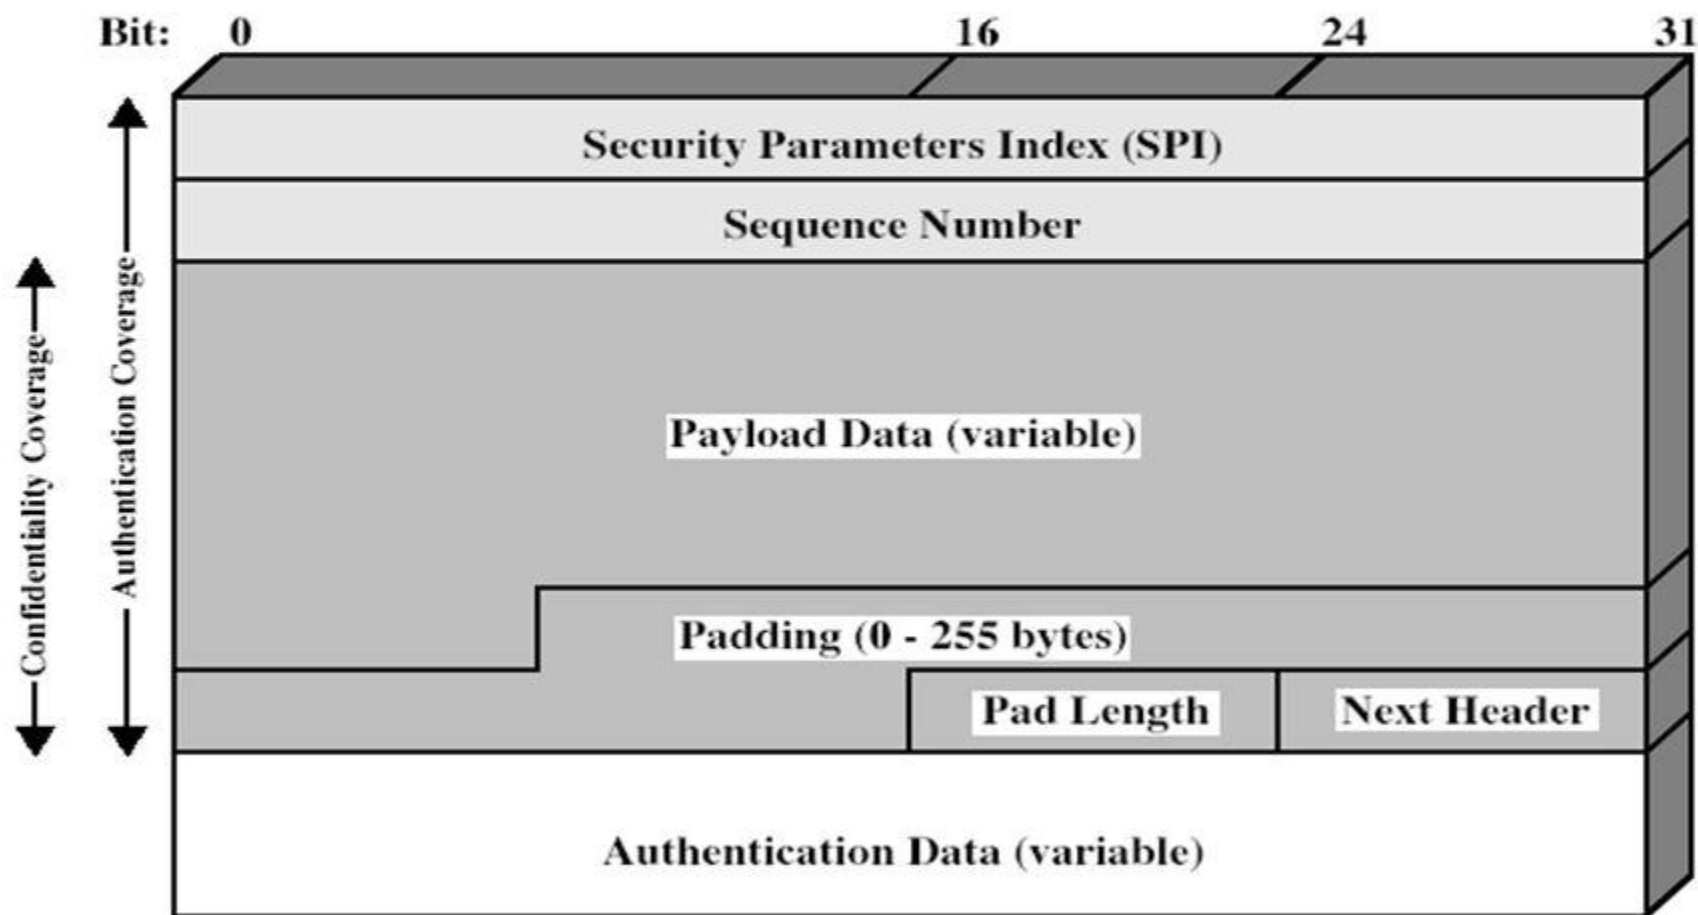 Bit: 0 16 24 31
Security Parameters Index (SPI)
Sequence Number
Confidentiality Coverage
Authentication Coverage
Payload Data (variable)
Padding (0 - 255 bytes)
Pad Length Next Header
Authentication Data (variable)